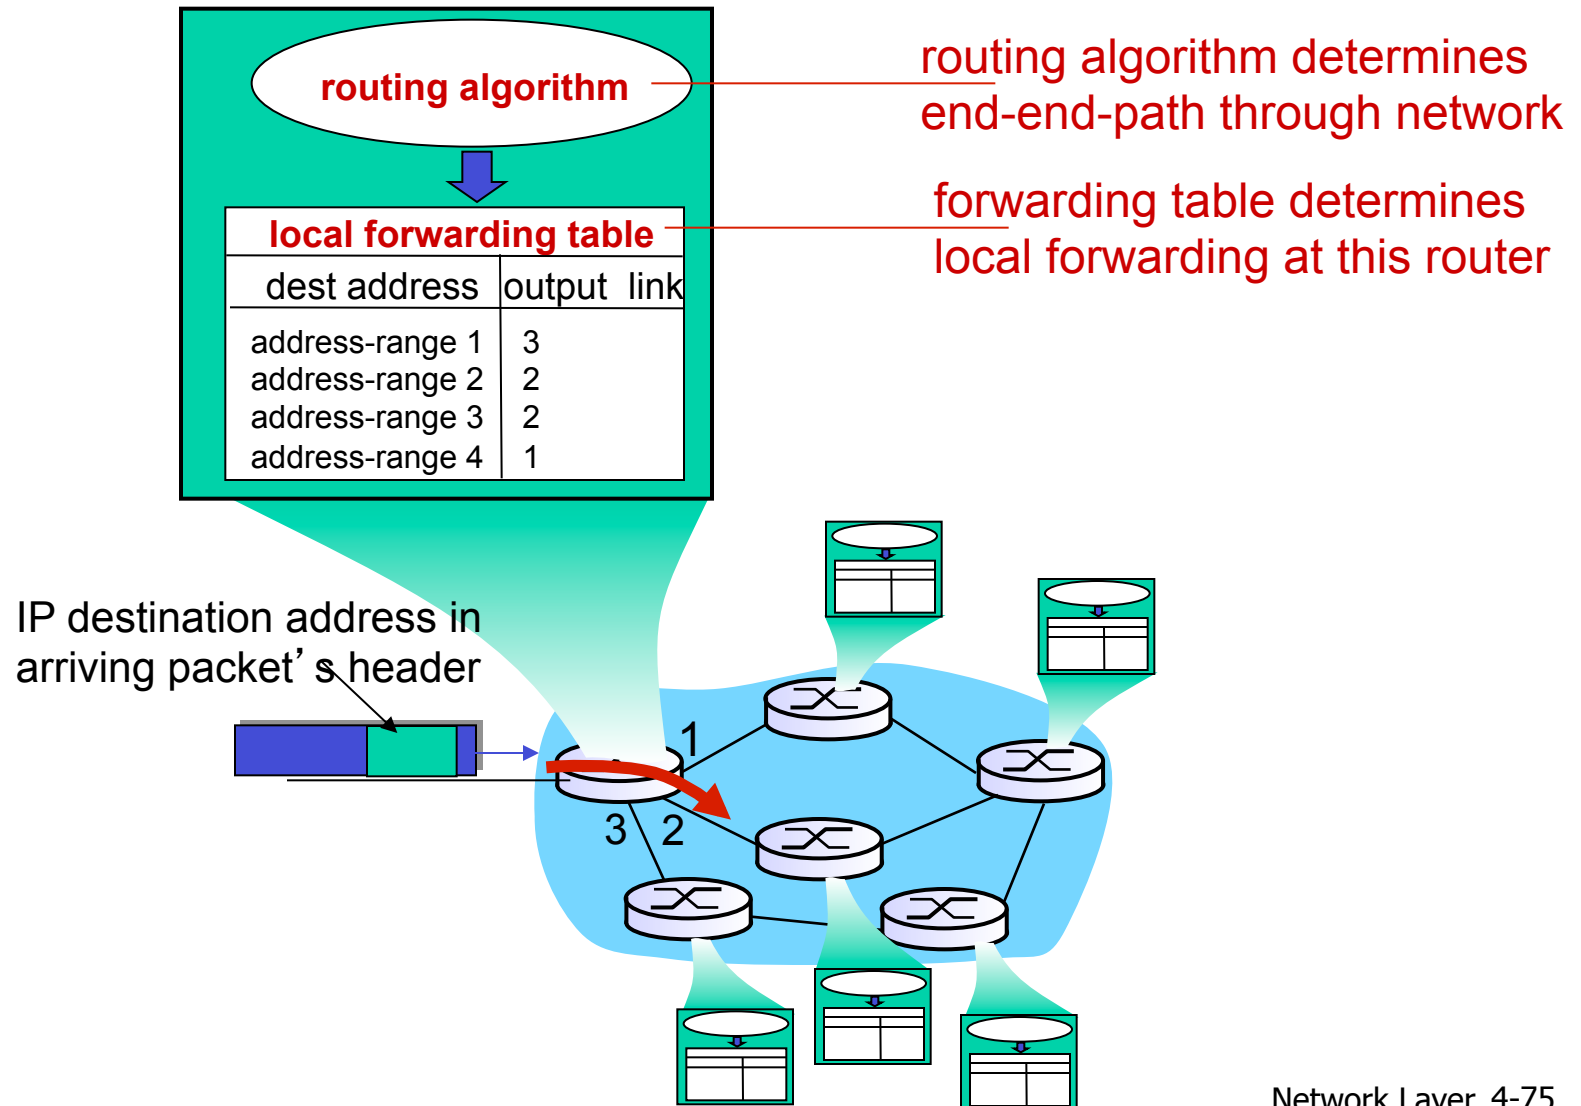 routing algorithm
routing algorithm determines
end-end-path through network
forwarding table determines
local forwarding at this router
local forwarding table
dest address output link
address-range 1 3
address-range 2 2
address-range 3 2
address-range 4 1
IP destination address in
arriving packet’s header
1
3 2
Network Layer 4-75